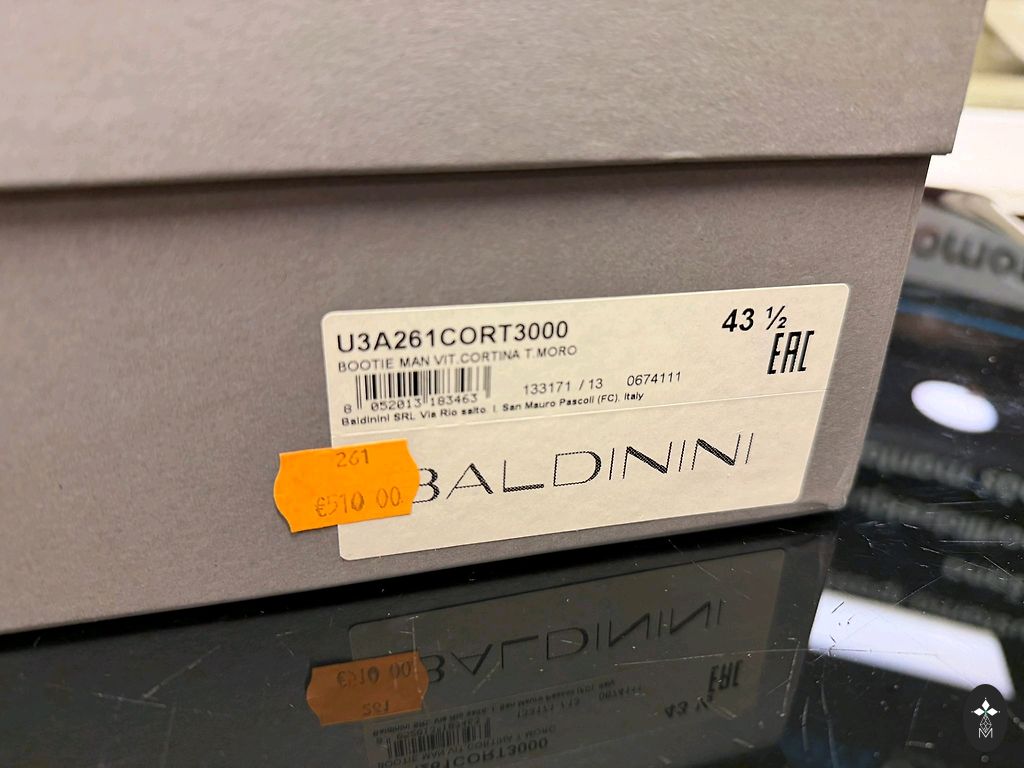 U3A261CORT3000
43 ½
BOOTIE MAN VIT.CORTINA T.MORO
EAC
8 052013 183463
133171 / 13 0674111
Baldinini SRL Via Rio salto, I, San Mauro Pascoli (FC), Italy
261
€510 00
BALDININI
M